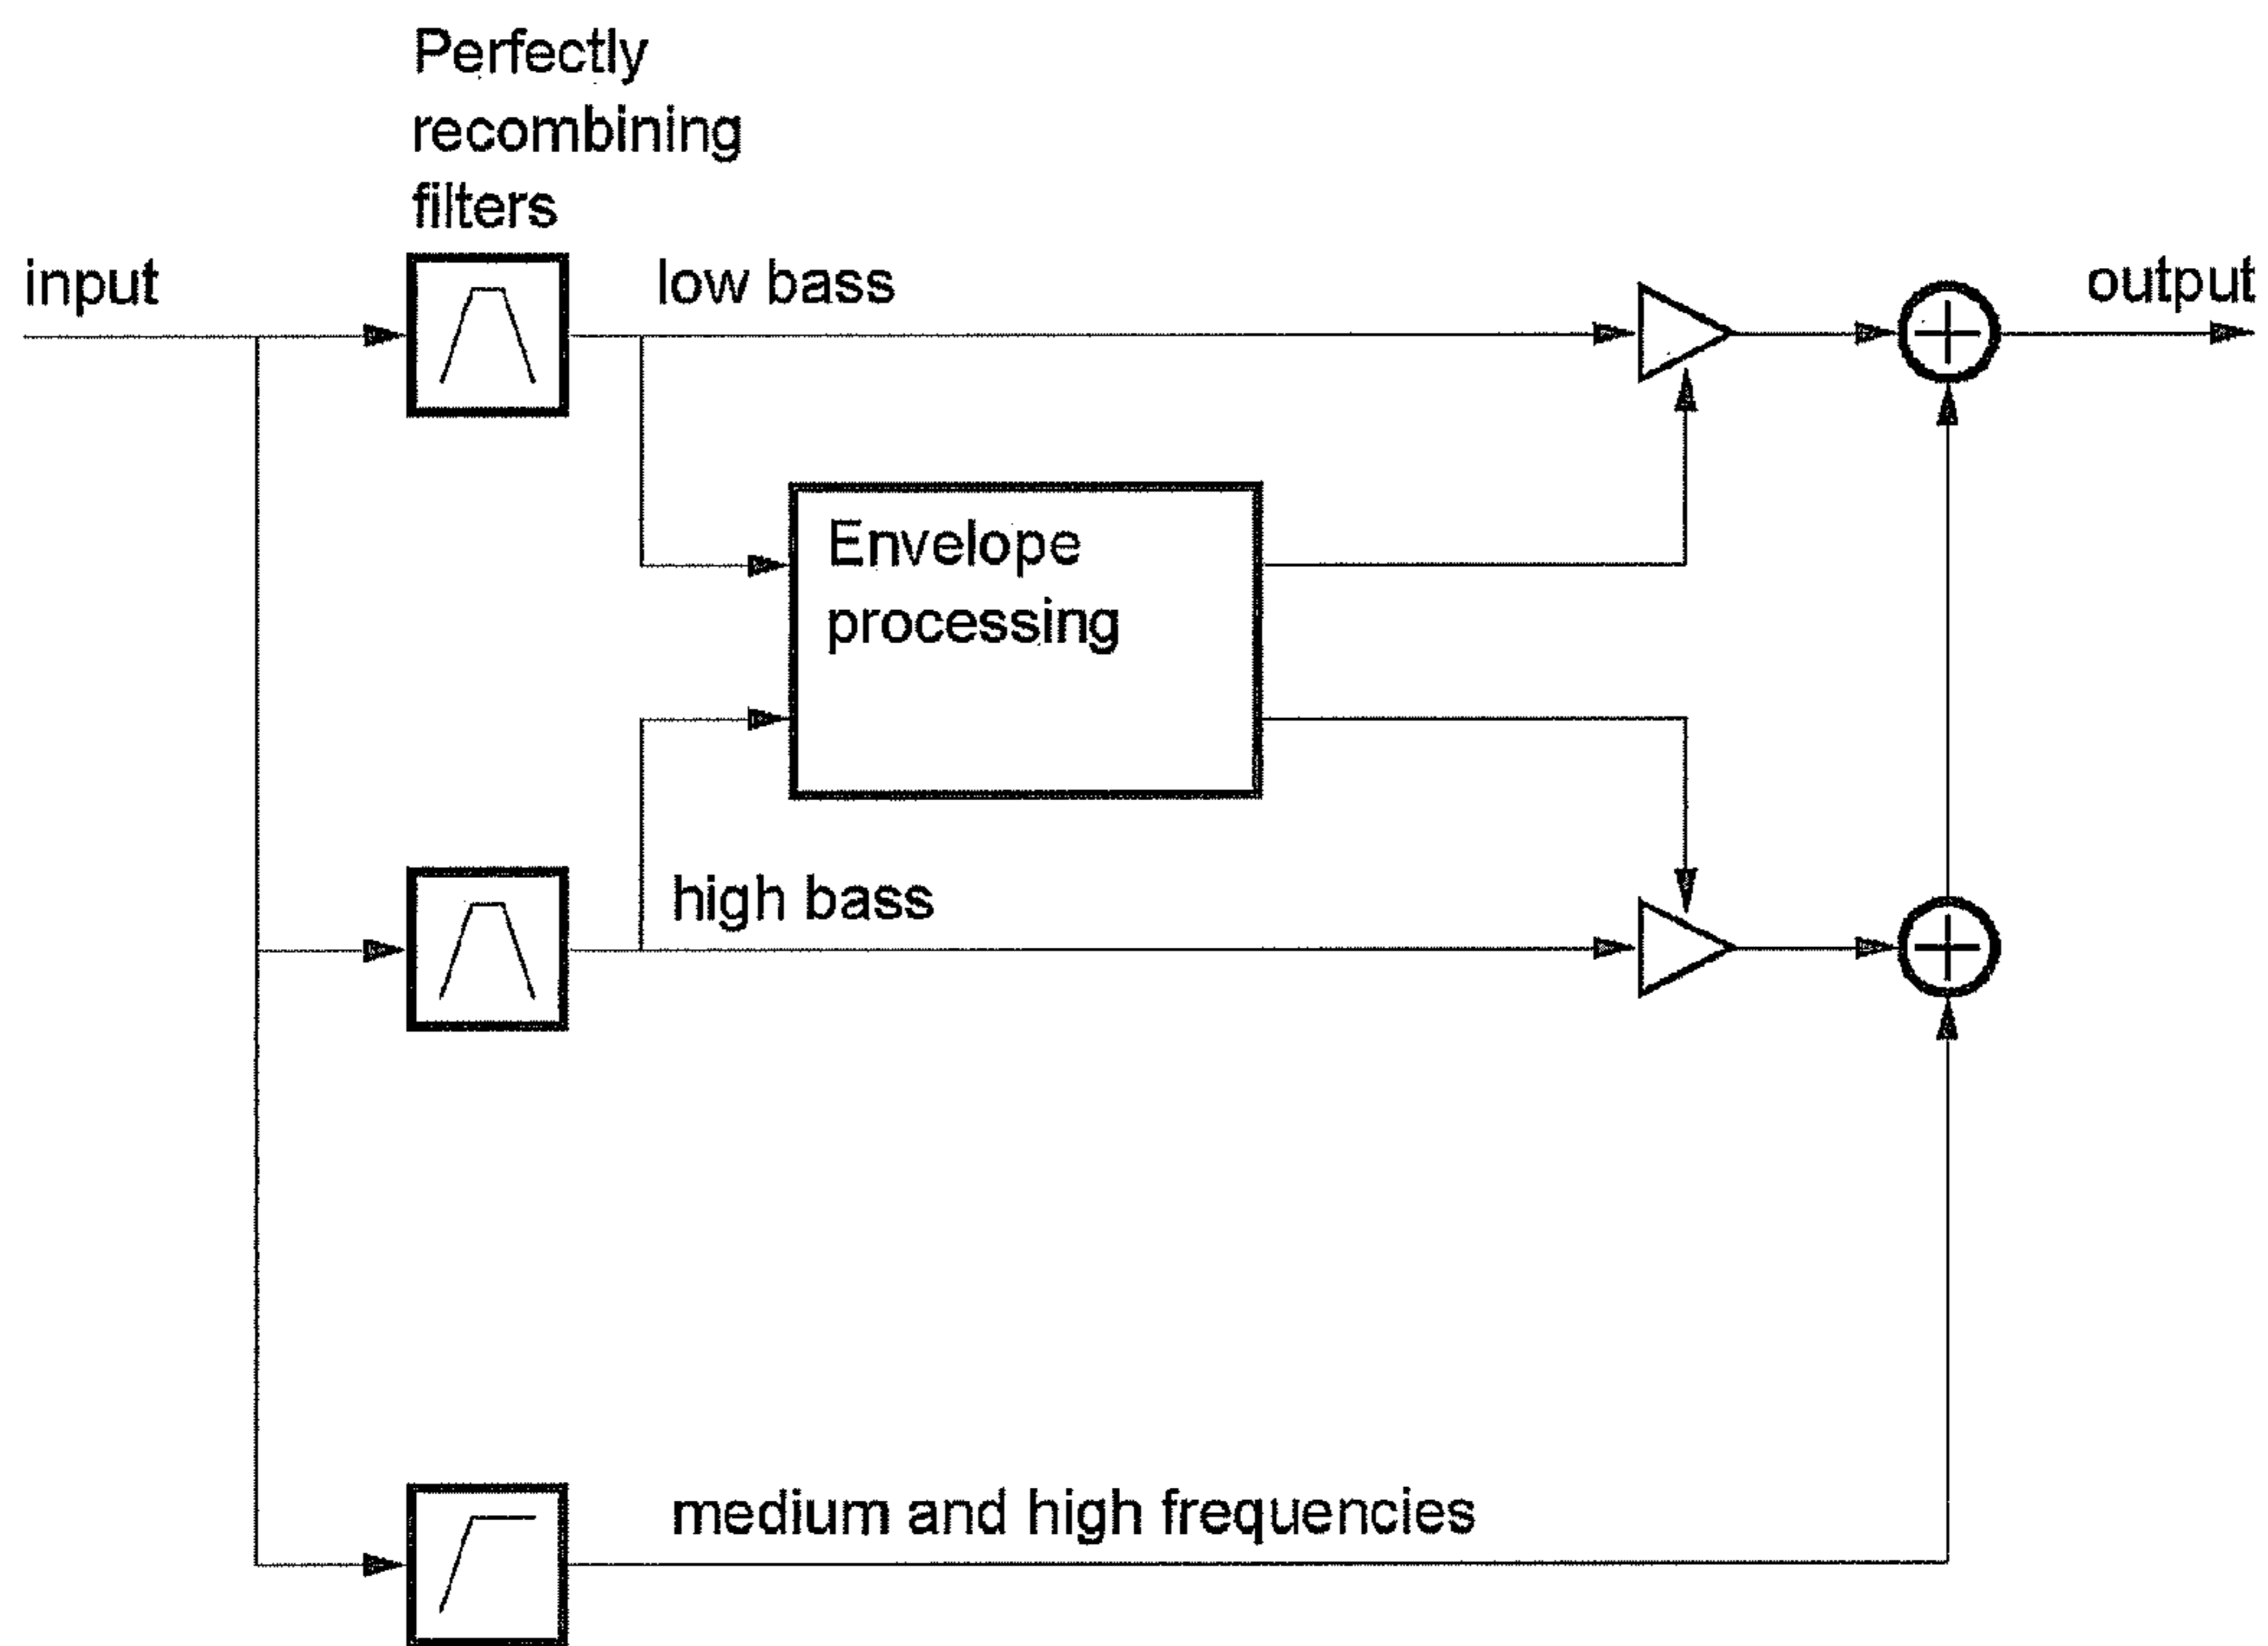 Perfectly
recombining
filters
input
low bass
output
Envelope
processing
high bass
medium and high frequencies